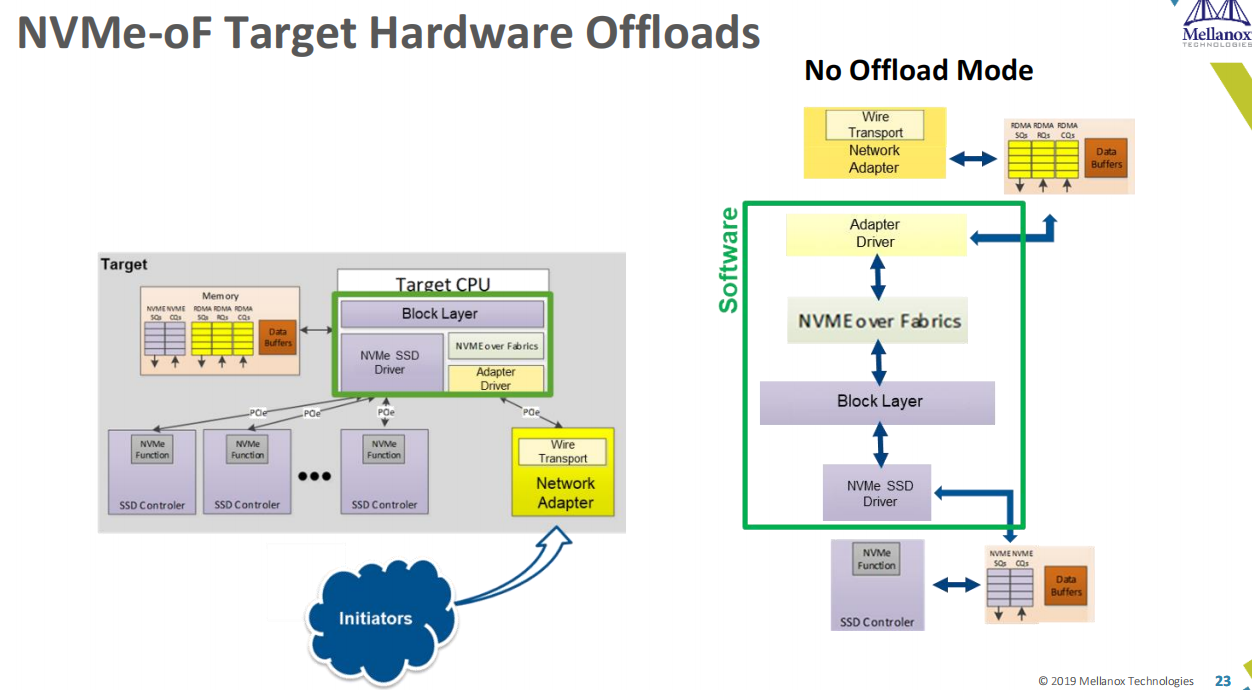 NVMe-oF Target Hardware Offloads
Mellanox
TECHNOLOGIES
No Offload Mode
Target
Memory
NVME NVME RDMA RDMA RDMA
SQs CQs SQs RQs CQs
Data
Buffers
Target CPU
Block Layer
NVMe SSD
Driver
NVME over Fabrics
Adapter
Driver
PCIe
PCIe
PCIe
PCIe
NVMe
Function
SSD Controler
NVMe
Function
SSD Controler
NVMe
Function
SSD Controler
Wire
Transport
Network
Adapter
Initiators
Wire
Transport
Network
Adapter
RDMA RDMA RDMA
SQs RQs CQs
Data
Buffers
Software
Adapter
Driver
NVME over Fabrics
Block Layer
NVMe SSD
Driver
NVMe
Function
SSD Controler
NVME NVME
SQs CQs
Data
Buffers
© 2019 Mellanox Technologies
23